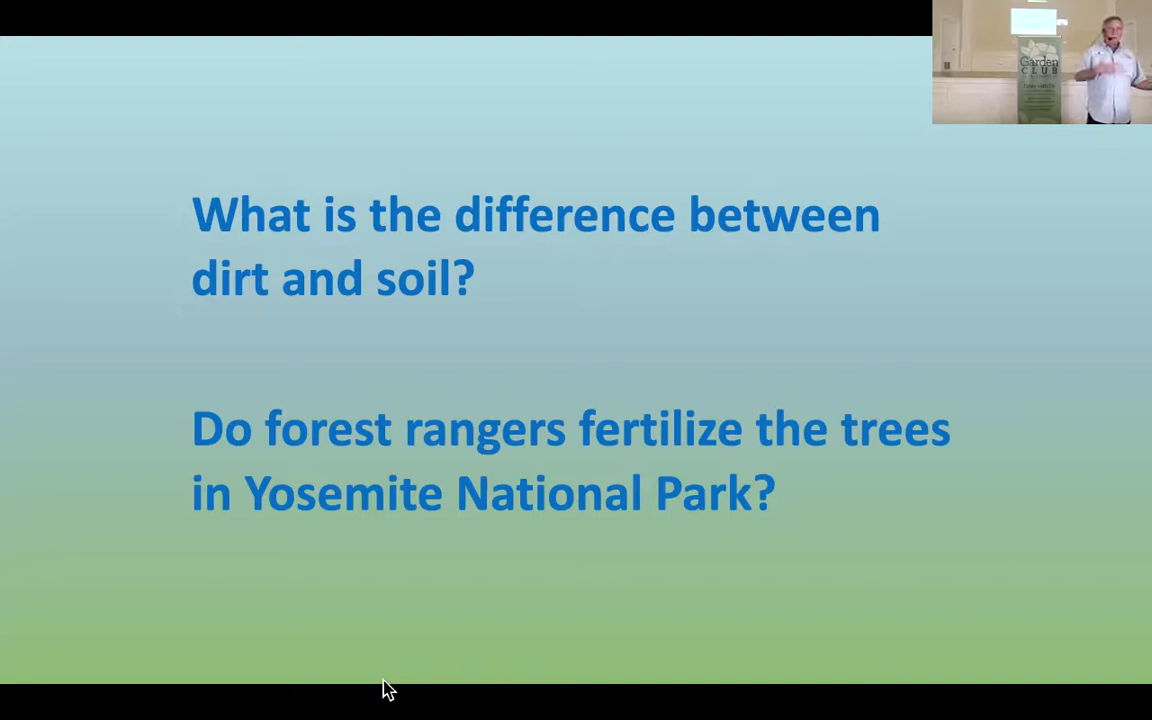 What is the difference between
dirt and soil?
Do forest rangers fertilize the trees
in Yosemite National Park?
Garden
CLUB